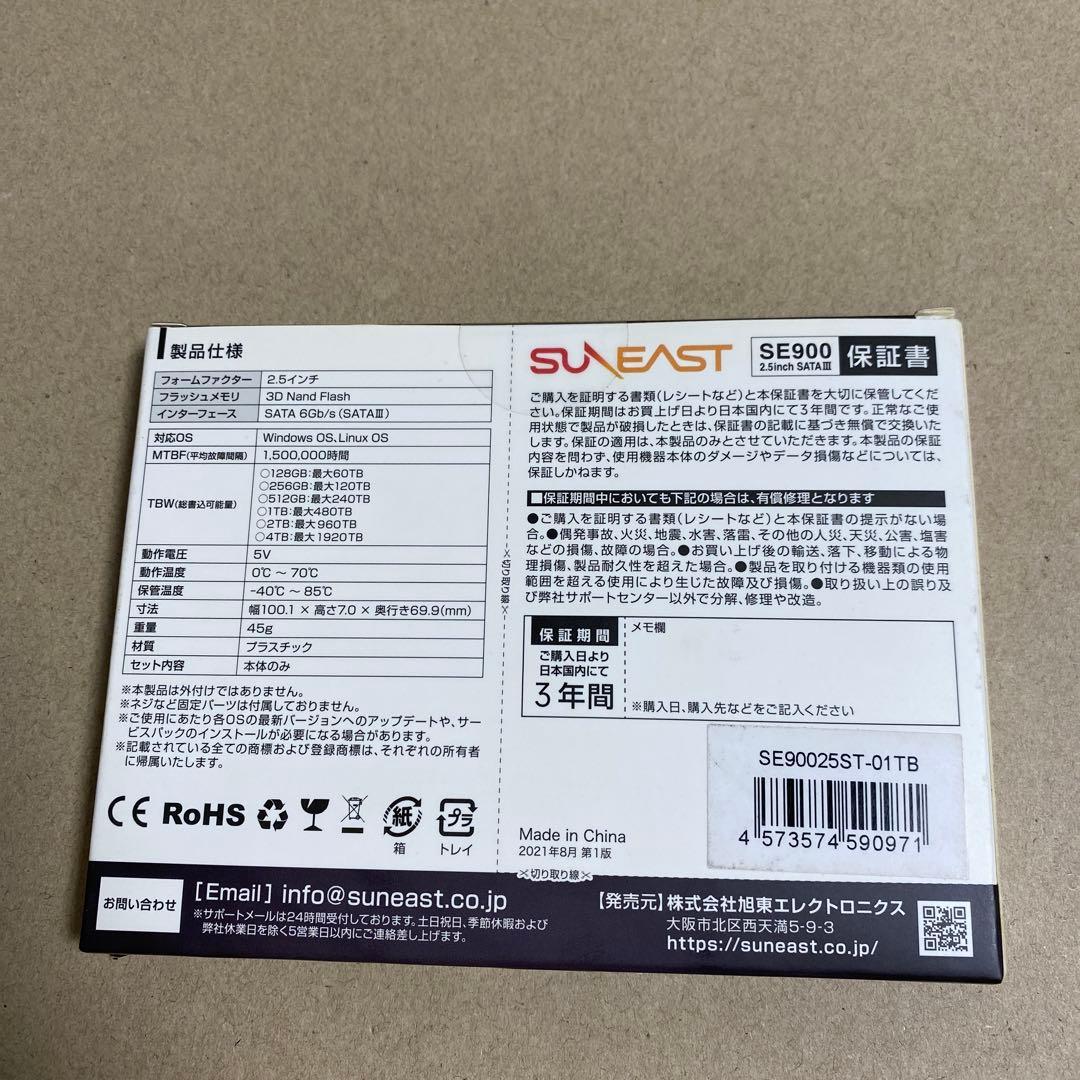 製品仕様
フォームファクター 2.5インチ
フラッシュメモリ 3D Nand Flash
インターフェース SATA 6Gb/s (SATAⅢ)
対応OS Windows OS、Linux OS
MTBF(平均故障間隔) 1,500,000時間
TBW(総書込可能量)
○128GB:最大60TB
○256GB:最大120TB
○512GB:最大240TB
○1TB:最大480TB
○2TB:最大960TB
○4TB:最大1920TB
動作電圧 5V
動作温度 0℃ ~ 70℃
保管温度 -40℃ ~ 85℃
寸法 幅100.1 × 高さ7.0 × 奥行き69.9(mm)
重量 45g
材質 プラスチック
セット内容 本体のみ
※本製品は外付けではありません。
※ネジなど固定パーツは付属しておりません。
※ご使用にあたり各OSの最新バージョンへのアップデートや、サー
ビスパックのインストールが必要になる場合があります。
※記載されている全ての商標および登録商標は、それぞれの所有者
に帰属いたします。
CE RoHS 紙 プラ
箱 トレイ
切り取り線
SUNEAST SE900 2.5inch SATAⅢ 保証書
ご購入を証明する書類(レシートなど)と本保証書を大切に保管してくだ
さい。保証期間はお買上げ日より日本国内にて3年間です。正常なご使
用状態で製品が破損したときは、保証書の記載に基づき無償で交換いた
します。保証の適用は、本製品のみとさせていただきます。本製品の保証
内容を問わず、使用機器本体のダメージやデータ損傷などについては、
保証しかねます。
■保証期間中においても下記の場合は、有償修理となります
●ご購入を証明する書類(レシートなど)と本保証書の提示がない場
合。●偶発事故、火災、地震、水害、落雷、その他の人災、天災、公害、塩害
などの損傷、故障の場合。●お買い上げ後の輸送、落下、移動による物
理損傷、製品耐久性を超えた場合。●製品を取り付ける機器類の使用
範囲を超える使用により生じた故障及び損傷。●取り扱い上の誤り及
び弊社サポートセンター以外で分解、修理や改造。
保証期間
ご購入日より
日本国内にて
3年間
メモ欄
※購入日、購入先などをご記入ください
SE90025ST-01TB
4 573574 590971
Made in China
2021年8月 第1版
切り取り線
お問い合わせ
[Email] info@suneast.co.jp
※サポートメールは24時間受付しております。土日祝日、季節休暇および
弊社休業日を除く5営業日以内にご連絡差し上げます。
【発売元】株式会社旭東エレクトロニクス
大阪市北区西天満5-9-3
https://suneast.co.jp/